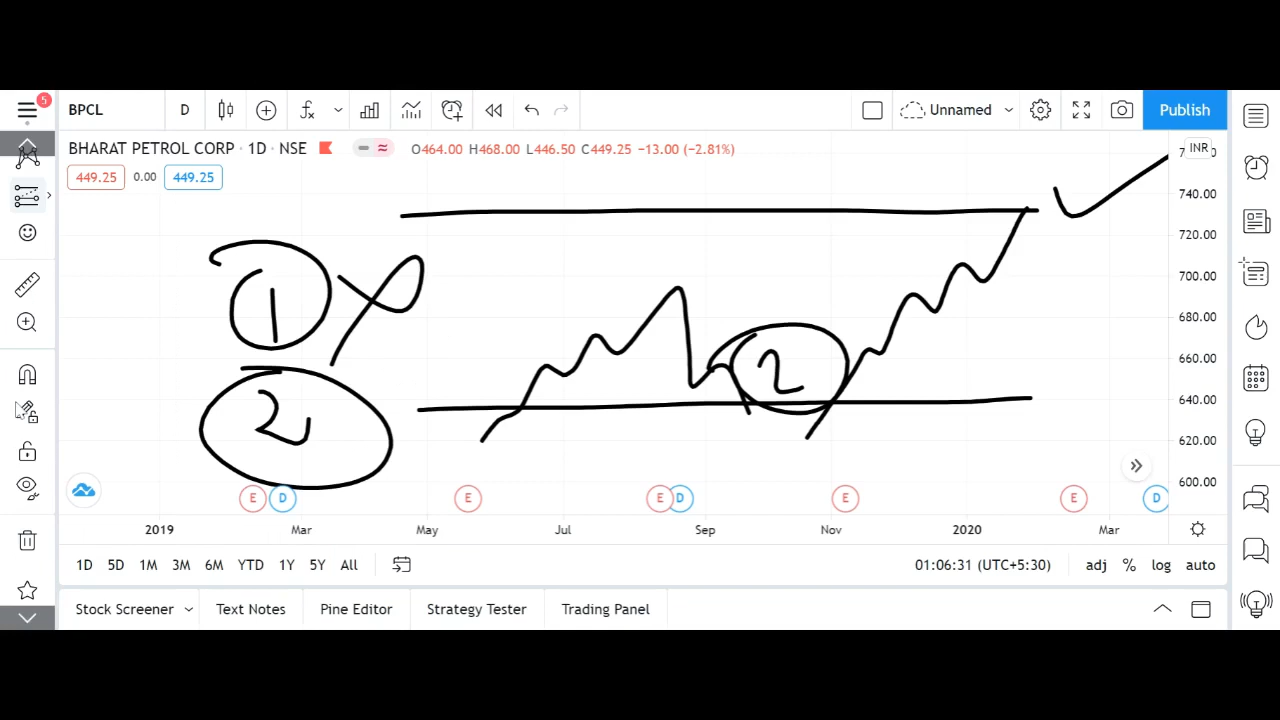 5
BPCL D Unnamed Publish
BHARAT PETROL CORP · 1D · NSE O464.00 H468.00 L446.50 C449.25 −13.00 (−2.81%) INR
449.25 0.00 449.25
740.00
720.00
700.00
680.00
660.00
640.00
620.00
600.00
1
2
2
E D E E D E E D
2019 Mar May Jul Sep Nov 2020 Mar
1D 5D 1M 3M 6M YTD 1Y 5Y All 01:06:31 (UTC+5:30) adj % log auto
Stock Screener Text Notes Pine Editor Strategy Tester Trading Panel